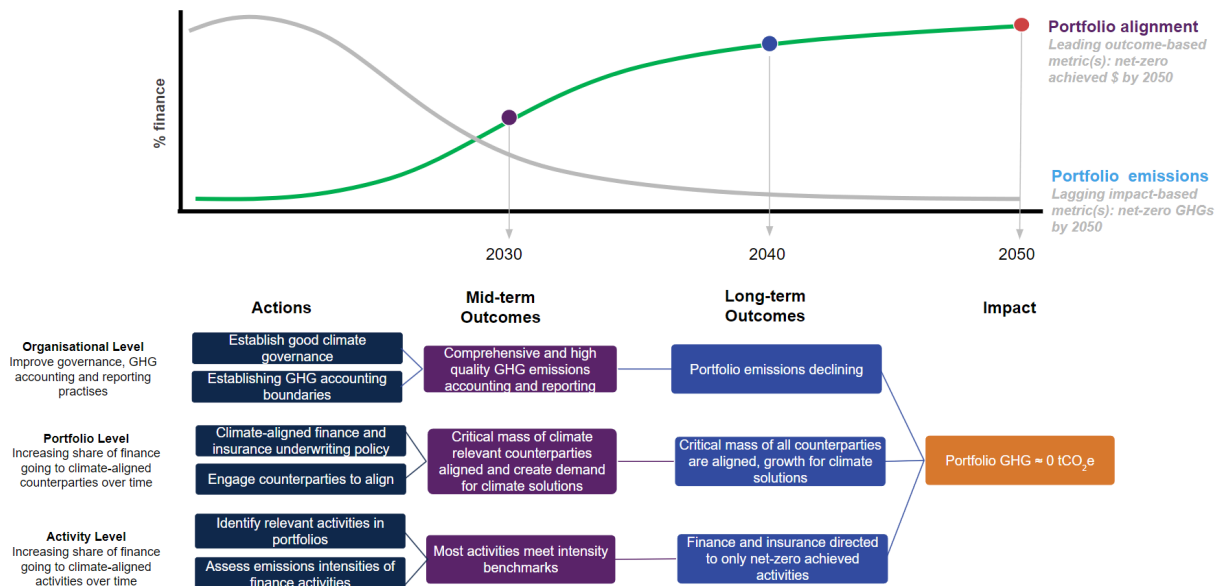 Portfolio alignment
Leading outcome-based
metric(s): net-zero
achieved $ by 2050
% finance
Portfolio emissions
Lagging impact-based
metric(s): net-zero GHGs
by 2050
2030
2040
2050
Actions
Mid-term
Outcomes
Long-term
Outcomes
Impact
Organisational Level
Improve governance, GHG
accounting and reporting
practises
Establish good climate
governance
Establishing GHG accounting
boundaries
Comprehensive and high
quality GHG emissions
accounting and reporting
Portfolio emissions declining
Portfolio Level
Increasing share of finance
going to climate-aligned
counterparties over time
Climate-aligned finance and
insurance underwriting policy
Engage counterparties to align
Critical mass of climate
relevant counterparties
aligned and create demand
for climate solutions
Critical mass of all counterparties
are aligned, growth for climate
solutions
Portfolio GHG ≈ 0 tCO₂e
Activity Level
Increasing share of finance
going to climate-aligned
activities over time
Identify relevant activities in
portfolios
Assess emissions intensities of
finance activities
Most activities meet intensity
benchmarks
Finance and insurance directed
to only net-zero achieved
activities